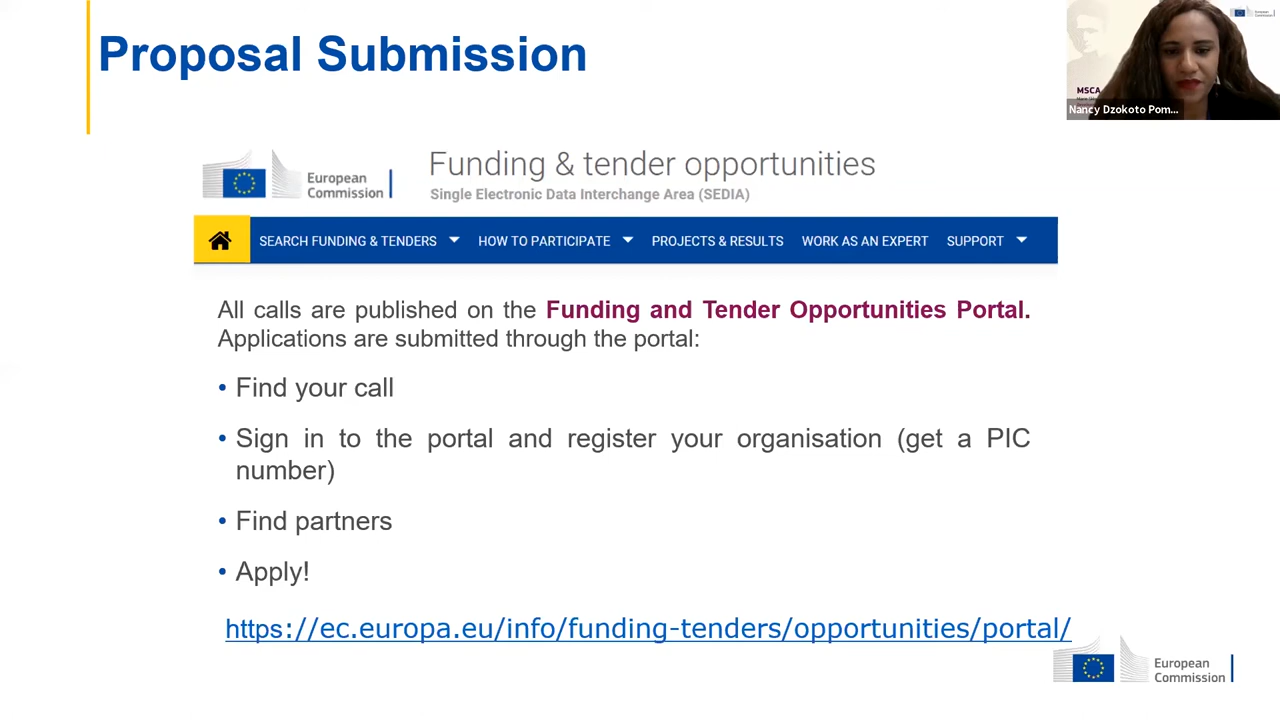 Proposal Submission
MSCA
Nancy Dzokoto Pom...
European
Commission
Funding & tender opportunities
Single Electronic Data Interchange Area (SEDIA)
SEARCH FUNDING & TENDERS HOW TO PARTICIPATE PROJECTS & RESULTS WORK AS AN EXPERT SUPPORT
All calls are published on the Funding and Tender Opportunities Portal.
Applications are submitted through the portal:
• Find your call
• Sign in to the portal and register your organisation (get a PIC
number)
• Find partners
• Apply!
https://ec.europa.eu/info/funding-tenders/opportunities/portal/
European
Commission